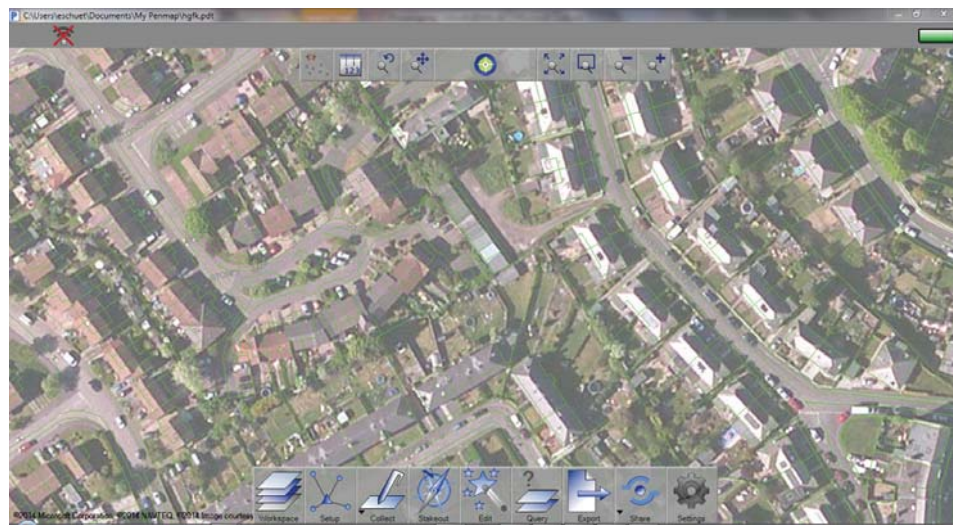 C:\Users\eschuet\Documents\My Penmap\hgfk.pdt
123
Workspace Setup Collect Stakeout Edit Query Export Share Settings
©2014 Microsoft Corporation, ©2014 NAVTEQ, ©2014 Image courtesy